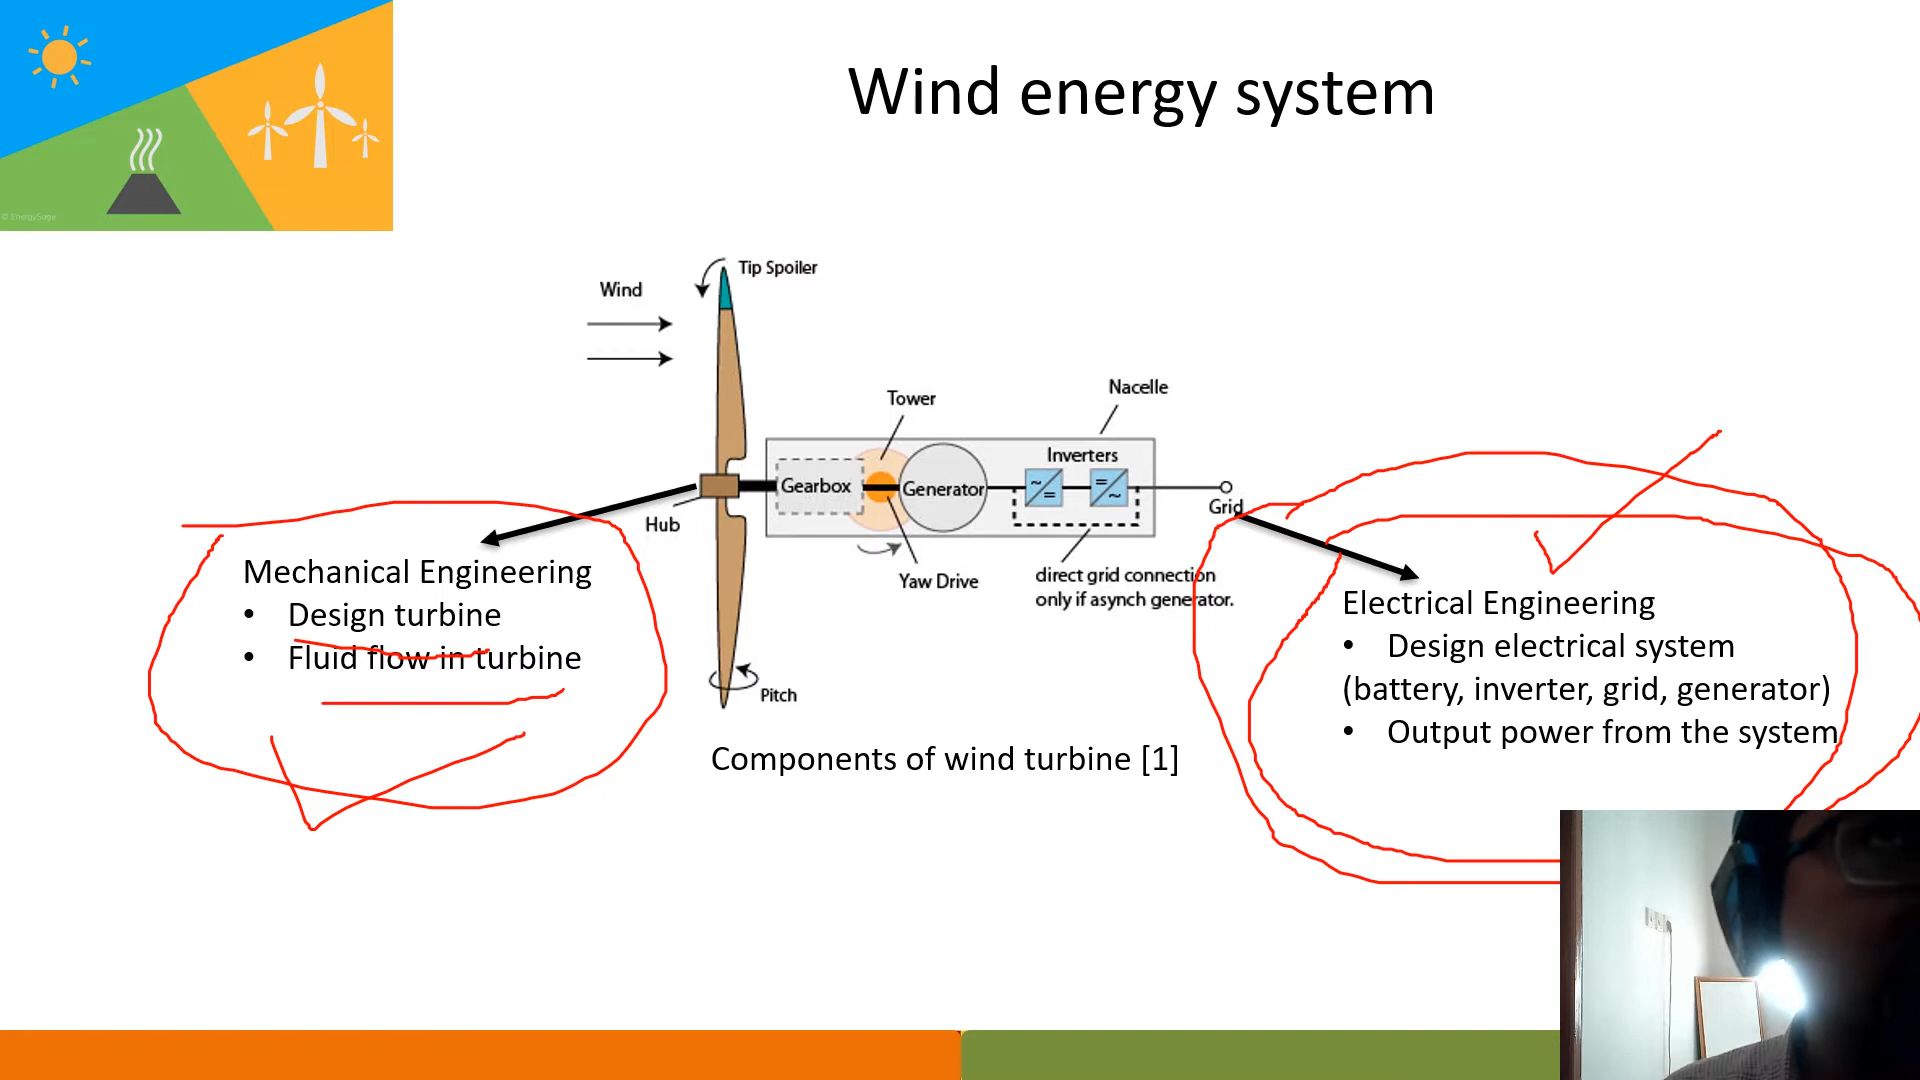 Wind energy system
© EnergySage
Tip Spoiler
Wind
Nacelle
Tower
Inverters
Gearbox
Generator
~
=
=
~
Grid
Hub
Yaw Drive
direct grid connection
only if asynch generator.
Pitch
Mechanical Engineering
• Design turbine
• Fluid flow in turbine
Electrical Engineering
• Design electrical system
(battery, inverter, grid, generator)
• Output power from the system
Components of wind turbine [1]